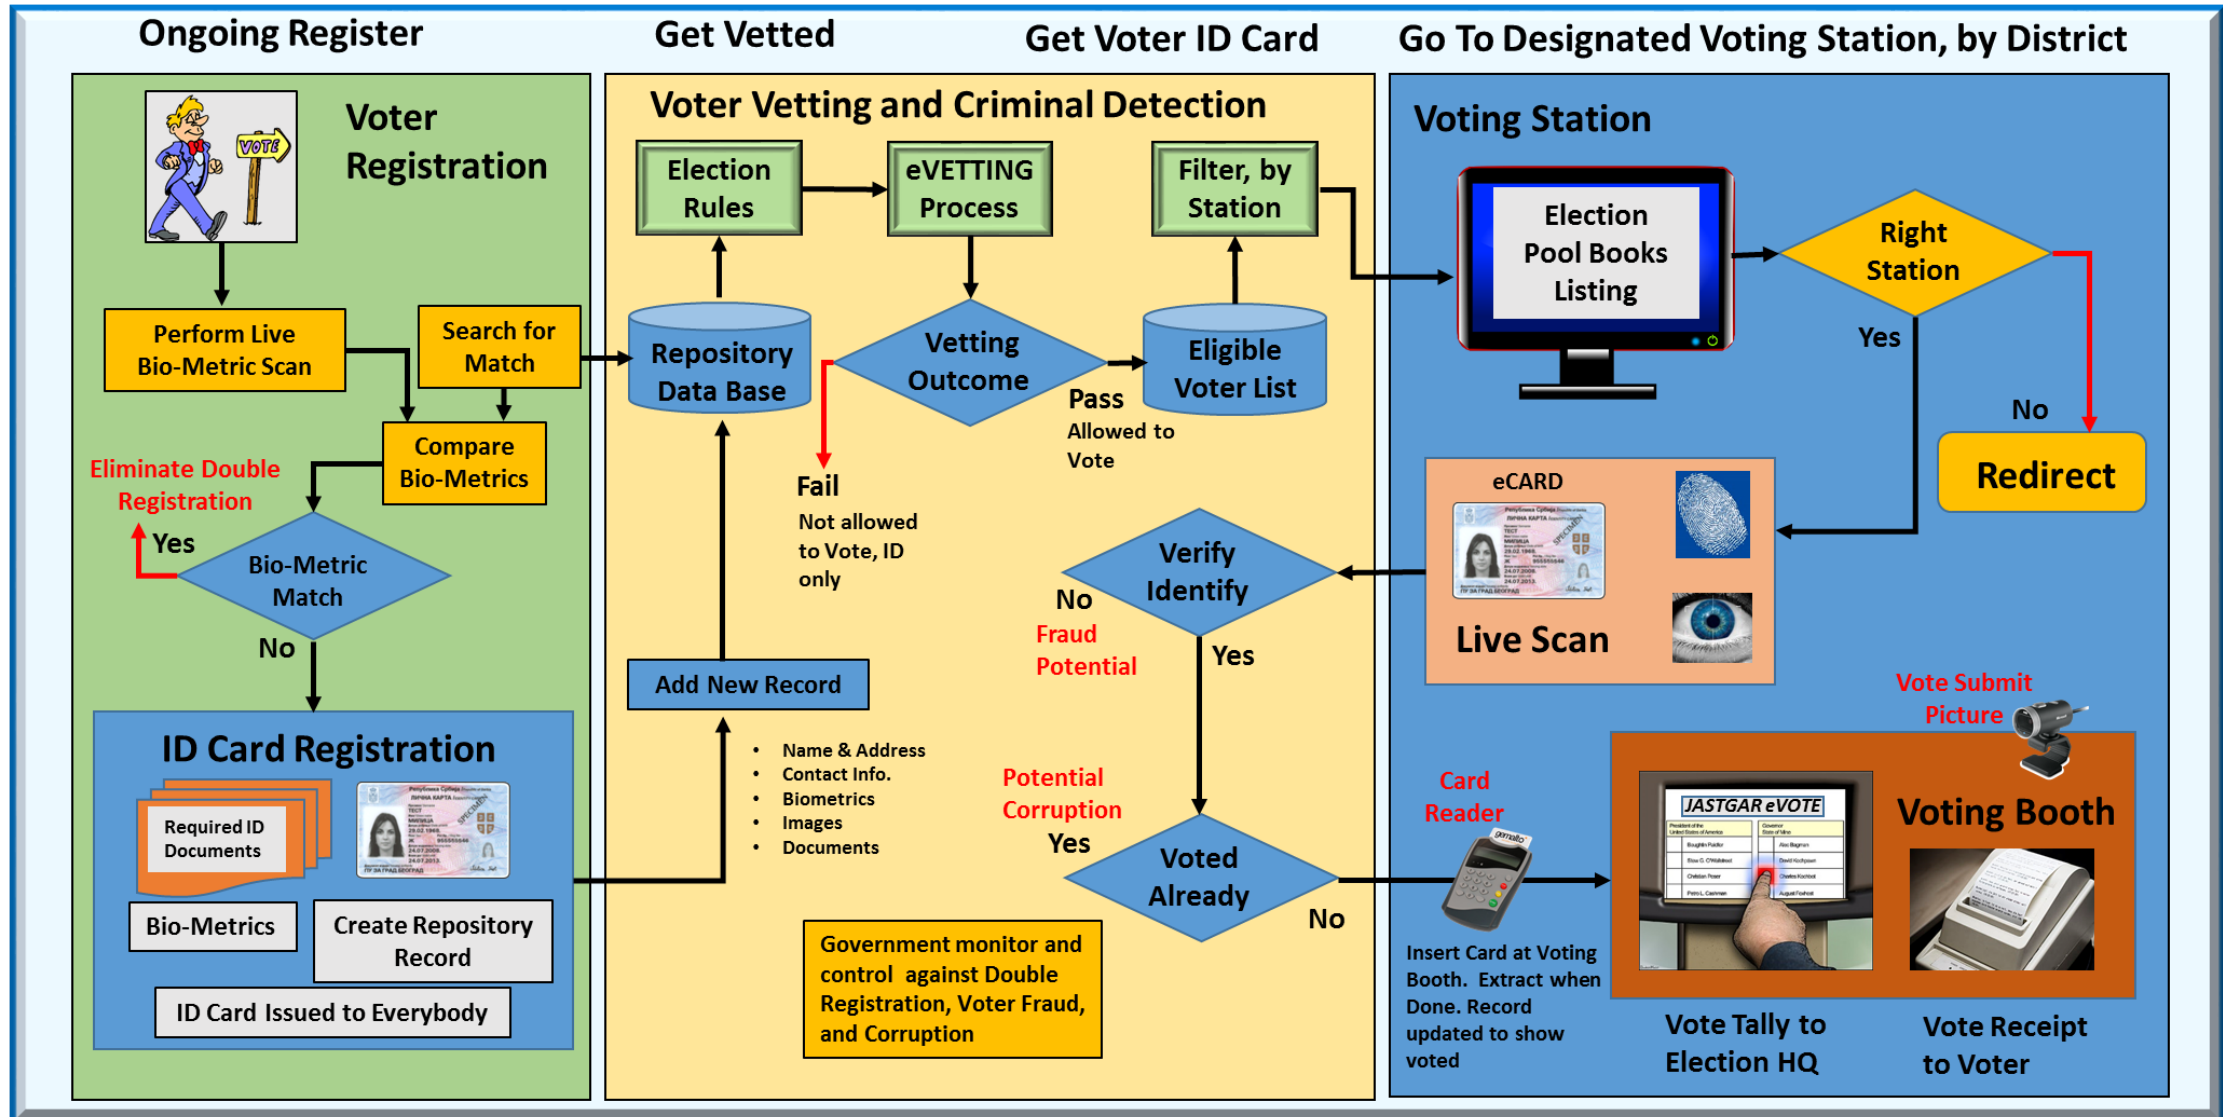 Ongoing Register
Get Vetted
Get Voter ID Card
Go To Designated Voting Station, by District
Voter
Registration
VOTE
Perform Live
Bio-Metric Scan
Search for
Match
Compare
Bio-Metrics
Eliminate Double
Registration
Yes
Bio-Metric
Match
No
ID Card Registration
Required ID
Documents
SPECIMEN
Bio-Metrics
Create Repository
Record
ID Card Issued to Everybody
Voter Vetting and Criminal Detection
Election
Rules
eVETTING
Process
Filter, by
Station
Repository
Data Base
Vetting
Outcome
Eligible
Voter List
Pass
Allowed to
Vote
Fail
Not allowed
to Vote, ID
only
Verify
Identify
No
Fraud
Potential
Yes
Add New Record
• Name & Address
• Contact Info.
• Biometrics
• Images
• Documents
Potential
Corruption
Yes
Voted
Already
No
Government monitor and
control against Double
Registration, Voter Fraud,
and Corruption
Voting Station
Election
Pool Books
Listing
Right
Station
Yes
No
Redirect
eCARD
SPECIMEN
Live Scan
Vote Submit
Picture
Card
Reader
gemalto
JASTGAR eVOTE
Voting Booth
Insert Card at Voting
Booth. Extract when
Done. Record
updated to show
voted
Vote Tally to
Election HQ
Vote Receipt
to Voter